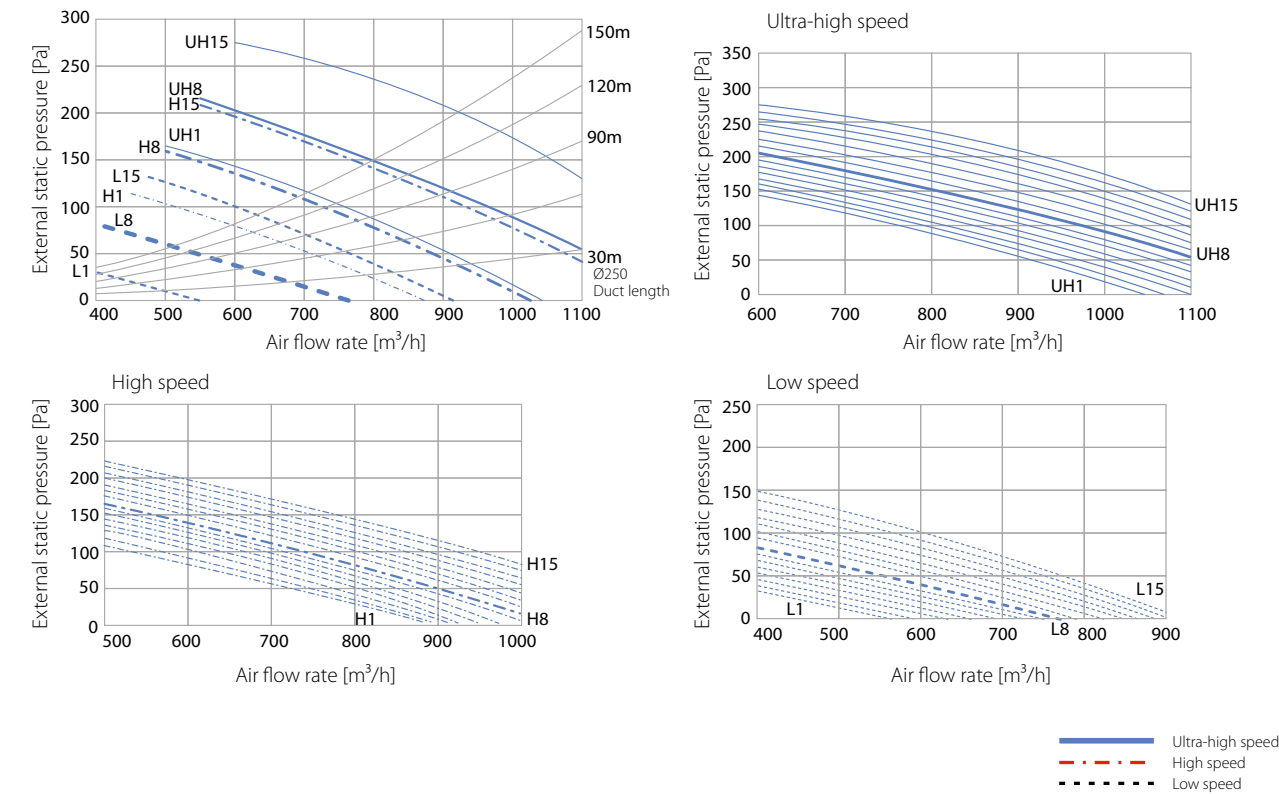 300
250
200
150
100
50
0
External static pressure [Pa]
UH15
UH8
H15
UH1
H8
L15
H1
L8
L1
150m
120m
90m
30m
Ø250
Duct length
400 500 600 700 800 900 1000 1100
Air flow rate [m³/h]
Ultra-high speed
350
300
250
200
150
100
50
0
External static pressure [Pa]
UH15
UH8
UH1
600 700 800 900 1000 1100
Air flow rate [m³/h]
High speed
300
250
200
150
100
50
0
External static pressure [Pa]
H15
H1
H8
500 600 700 800 900 1000
Air flow rate [m³/h]
Low speed
250
200
150
100
50
0
External static pressure [Pa]
L15
L1
L8
400 500 600 700 800 900
Air flow rate [m³/h]
Ultra-high speed
High speed
Low speed